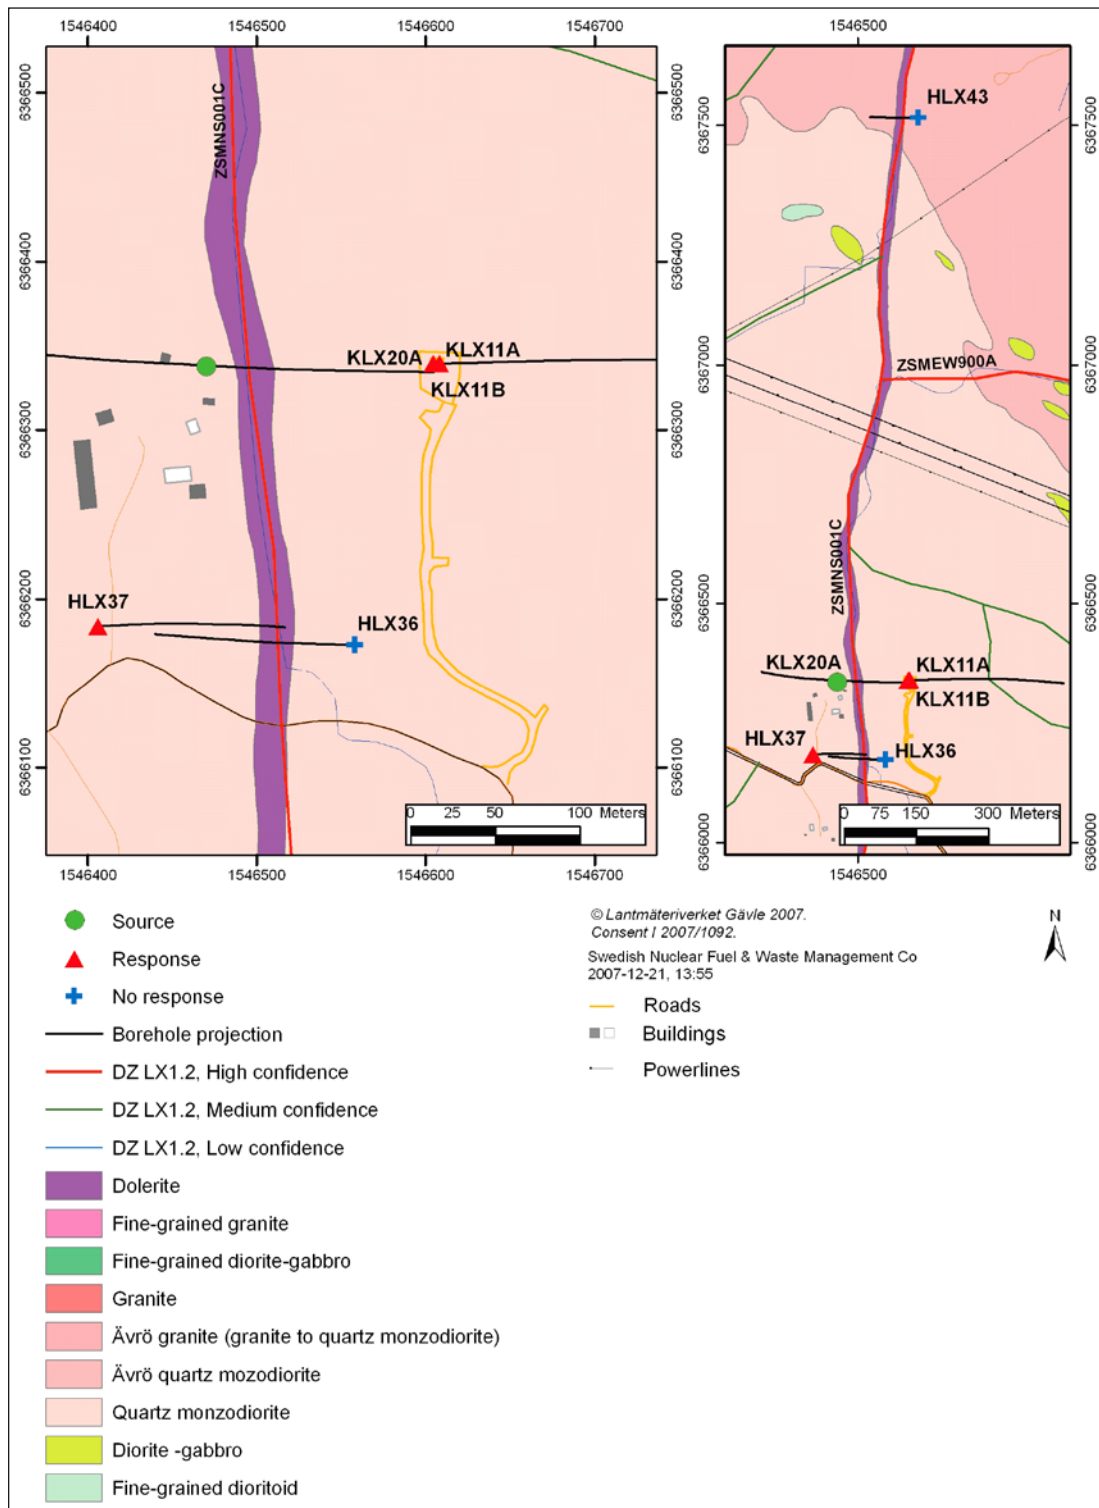 1546400
1546500
1546600
1546700
1546500
6366500
6366400
6366300
6366200
6366100
6366500
6366400
6366300
6366200
6366100
ZSMNS001C
KLX20A
KLX11A
KLX11B
HLX37
HLX36
0 25 50 100 Meters
1546400
1546500
1546600
1546700
6367500
6367000
6366500
6366000
6367500
6367000
6366500
6366000
HLX43
ZSMEW900A
ZSMNS001C
KLX20A
KLX11A
KLX11B
HLX37
HLX36
0 75 150 300 Meters
1546500
Source
Response
No response
Borehole projection
DZ LX1.2, High confidence
DZ LX1.2, Medium confidence
DZ LX1.2, Low confidence
Dolerite
Fine-grained granite
Fine-grained diorite-gabbro
Granite
Ävrö granite (granite to quartz monzodiorite)
Ävrö quartz mozodiorite
Quartz monzodiorite
Diorite -gabbro
Fine-grained dioritoid
© Lantmäteriverket Gävle 2007.
Consent I 2007/1092.
Swedish Nuclear Fuel & Waste Management Co
2007-12-21, 13:55
Roads
Buildings
Powerlines
N